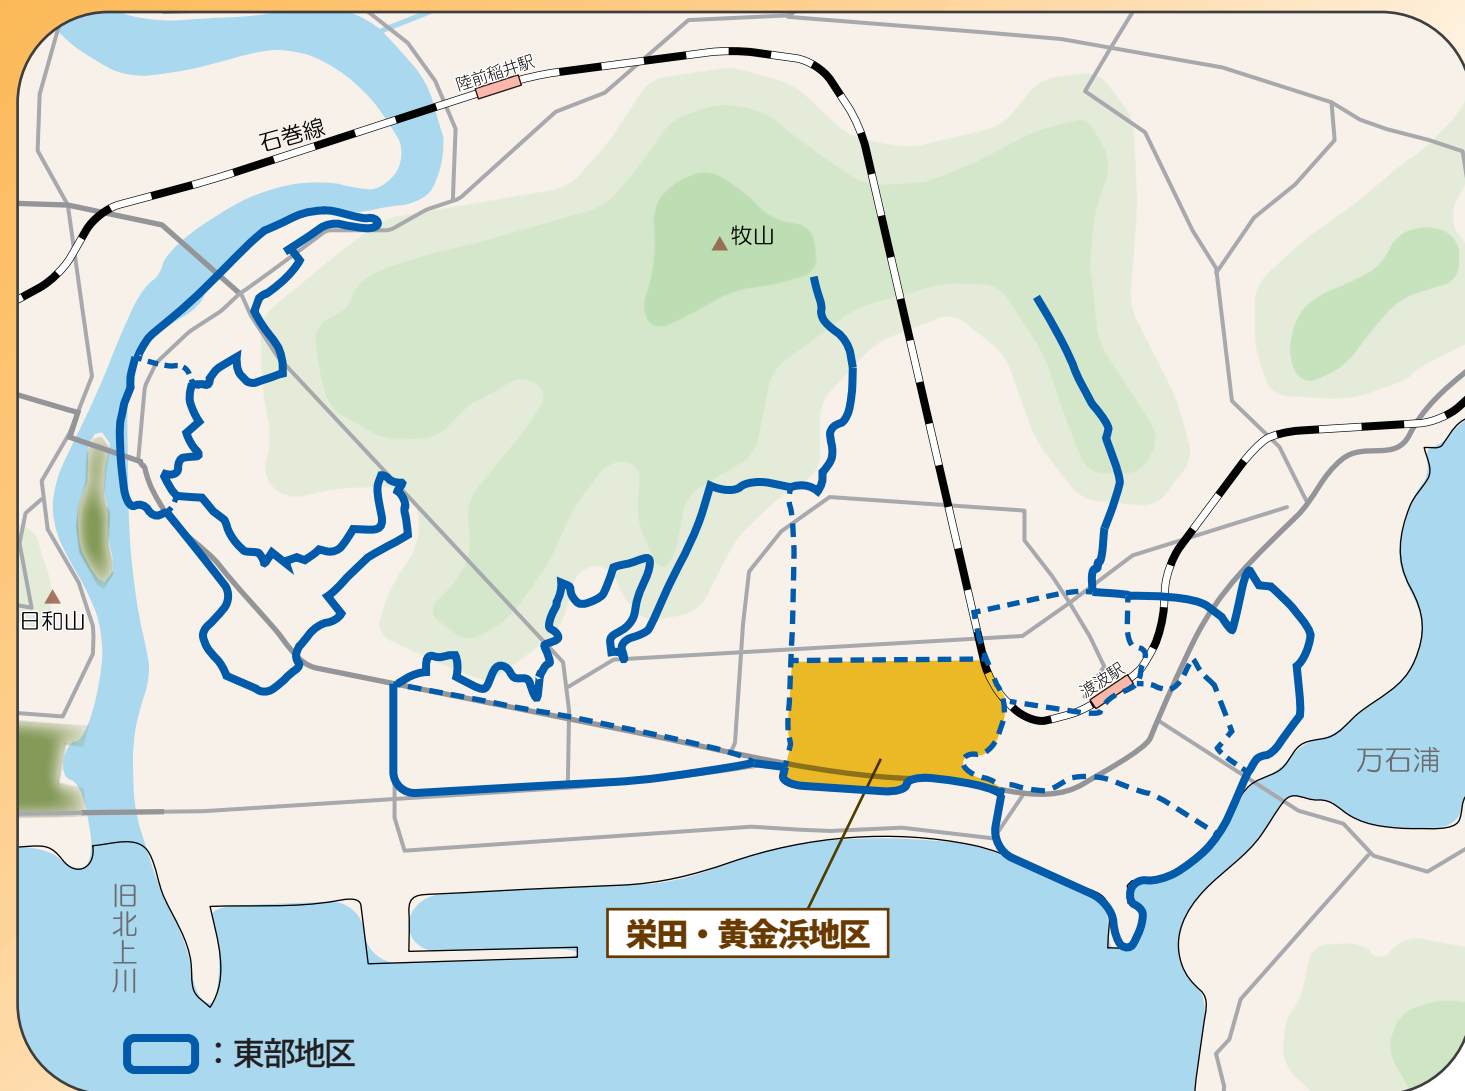 陸前稲井駅
石巻線
牧山
日和山
渡波駅
万石浦
栄田・黄金浜地区
旧北上川
：東部地区